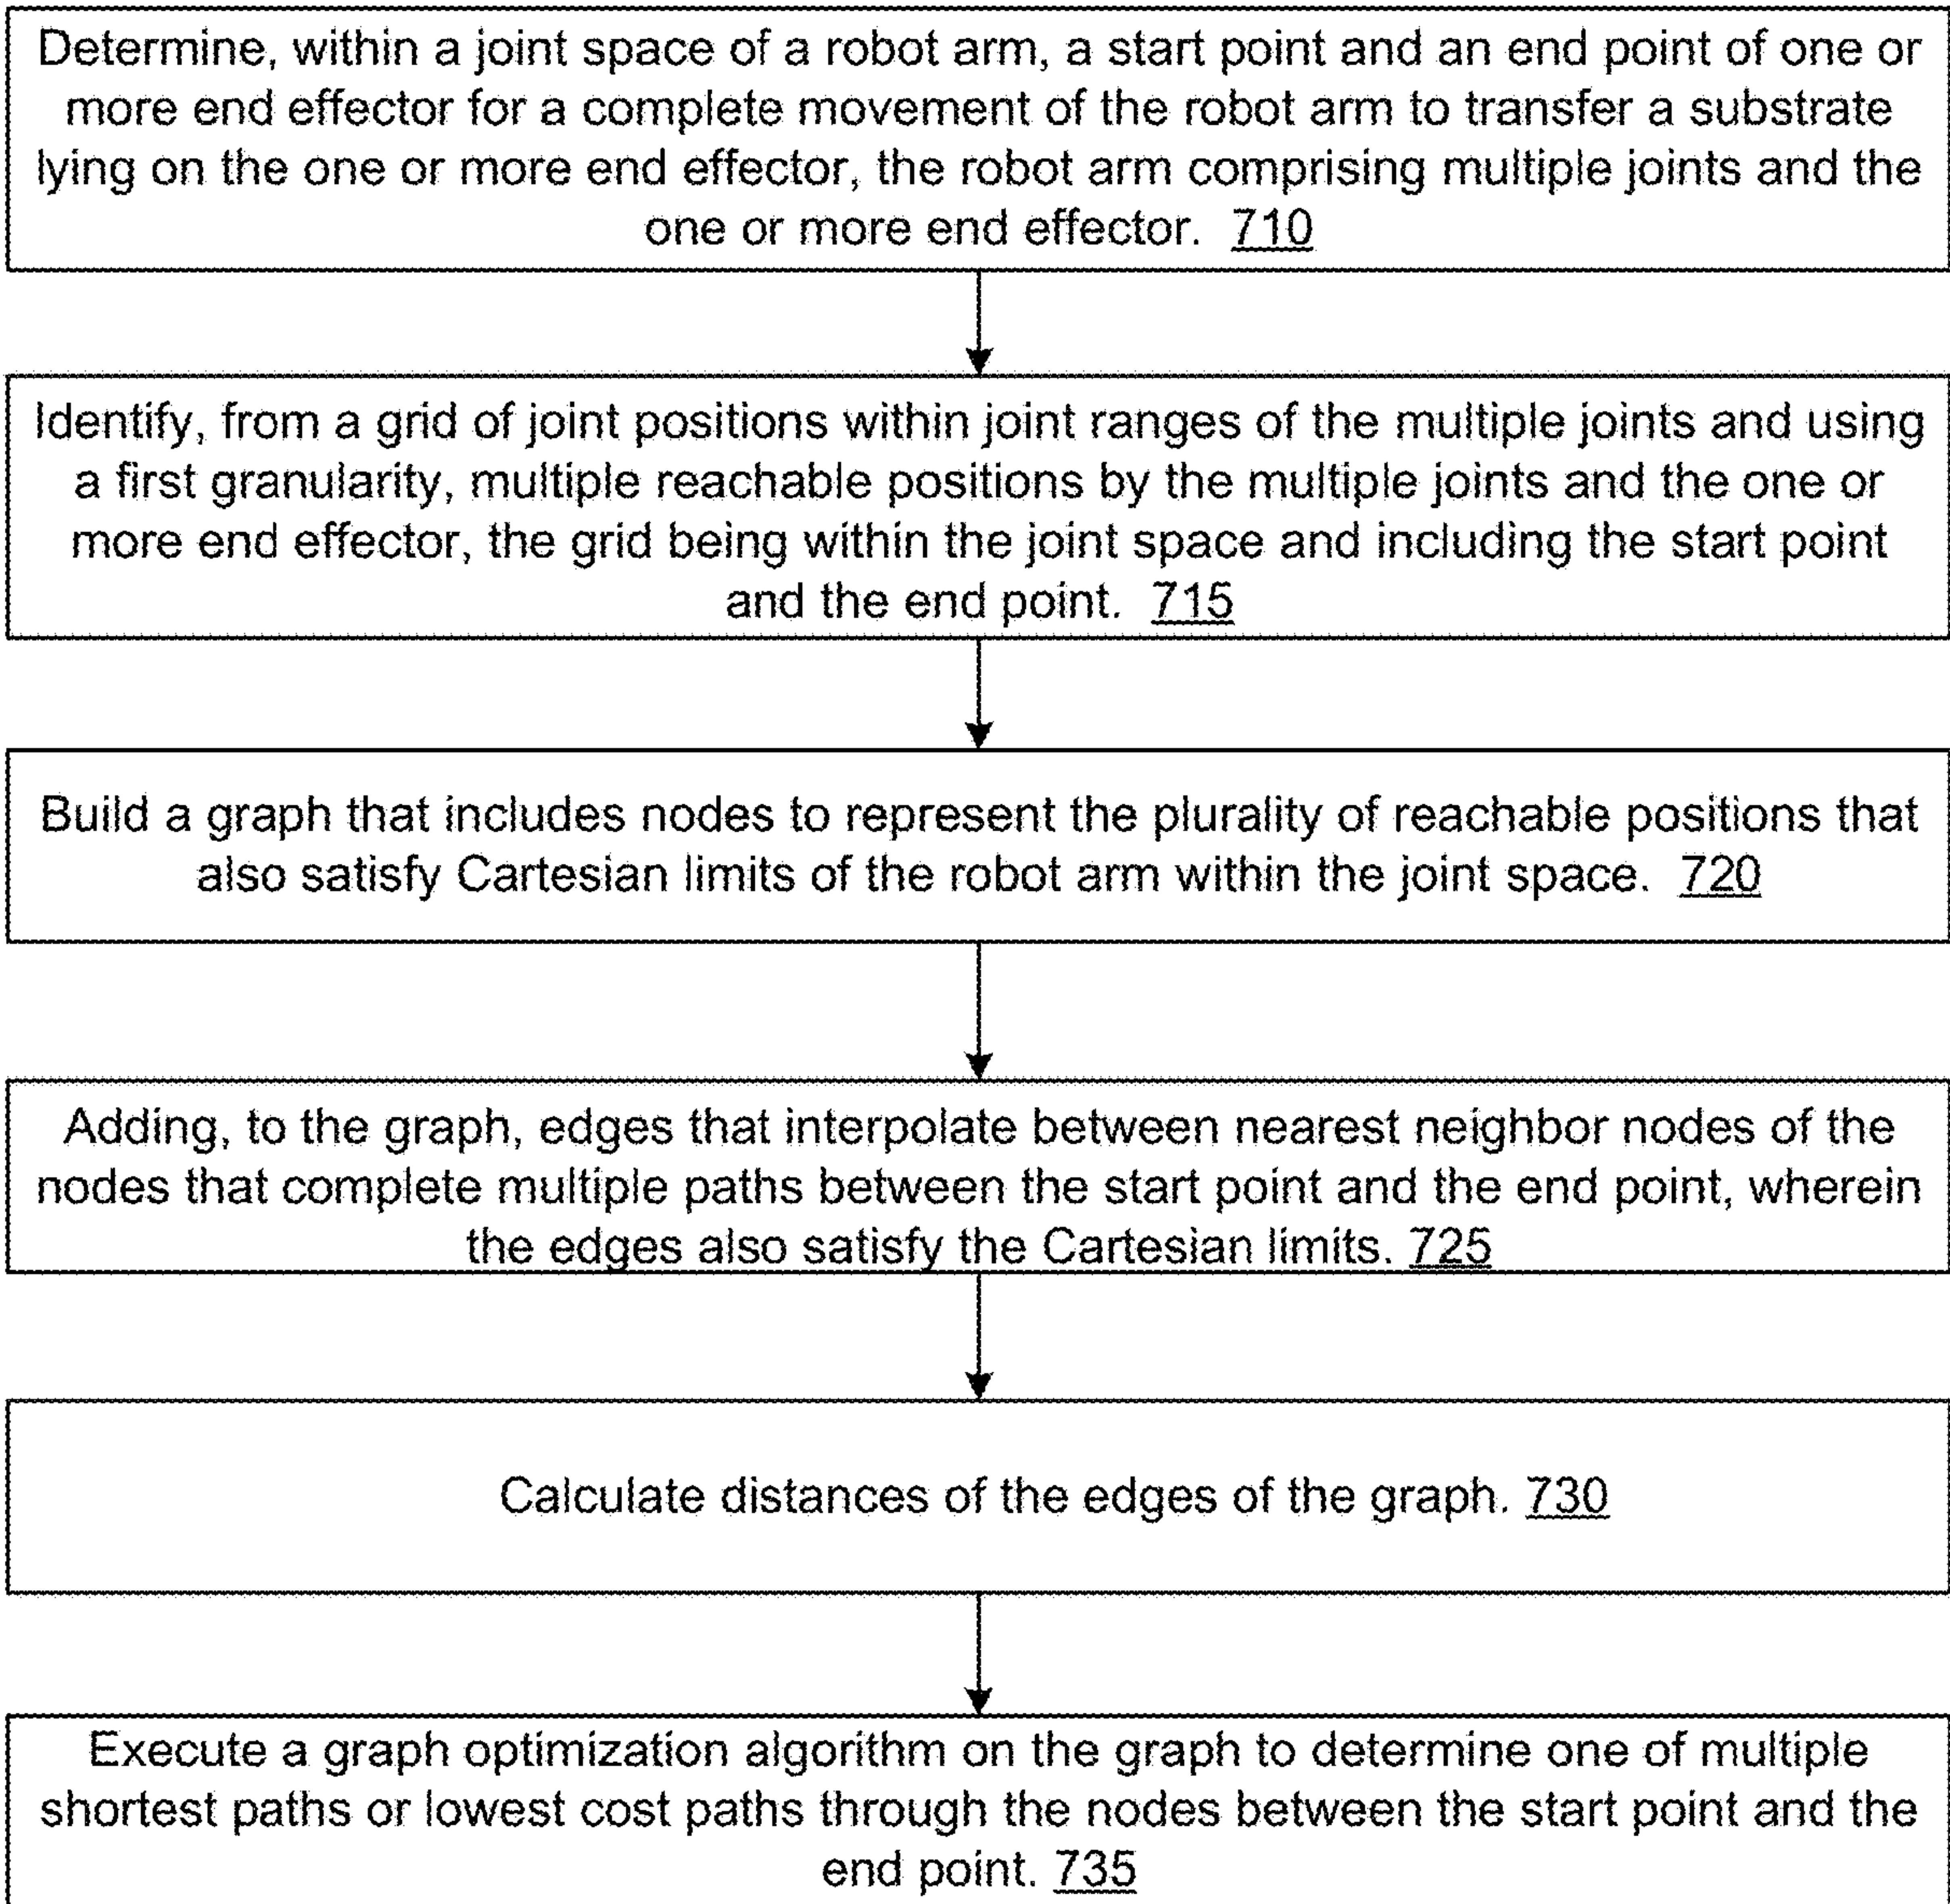 Determine, within a joint space of a robot arm, a start point and an end point of one or
more end effector for a complete movement of the robot arm to transfer a substrate
lying on the one or more end effector, the robot arm comprising multiple joints and the
one or more end effector. 710
Identify, from a grid of joint positions within joint ranges of the multiple joints and using
a first granularity, multiple reachable positions by the multiple joints and the one or
more end effector, the grid being within the joint space and including the start point
and the end point. 715
Build a graph that includes nodes to represent the plurality of reachable positions that
also satisfy Cartesian limits of the robot arm within the joint space. 720
Adding, to the graph, edges that interpolate between nearest neighbor nodes of the
nodes that complete multiple paths between the start point and the end point, wherein
the edges also satisfy the Cartesian limits. 725
Calculate distances of the edges of the graph. 730
Execute a graph optimization algorithm on the graph to determine one of multiple
shortest paths or lowest cost paths through the nodes between the start point and the
end point. 735